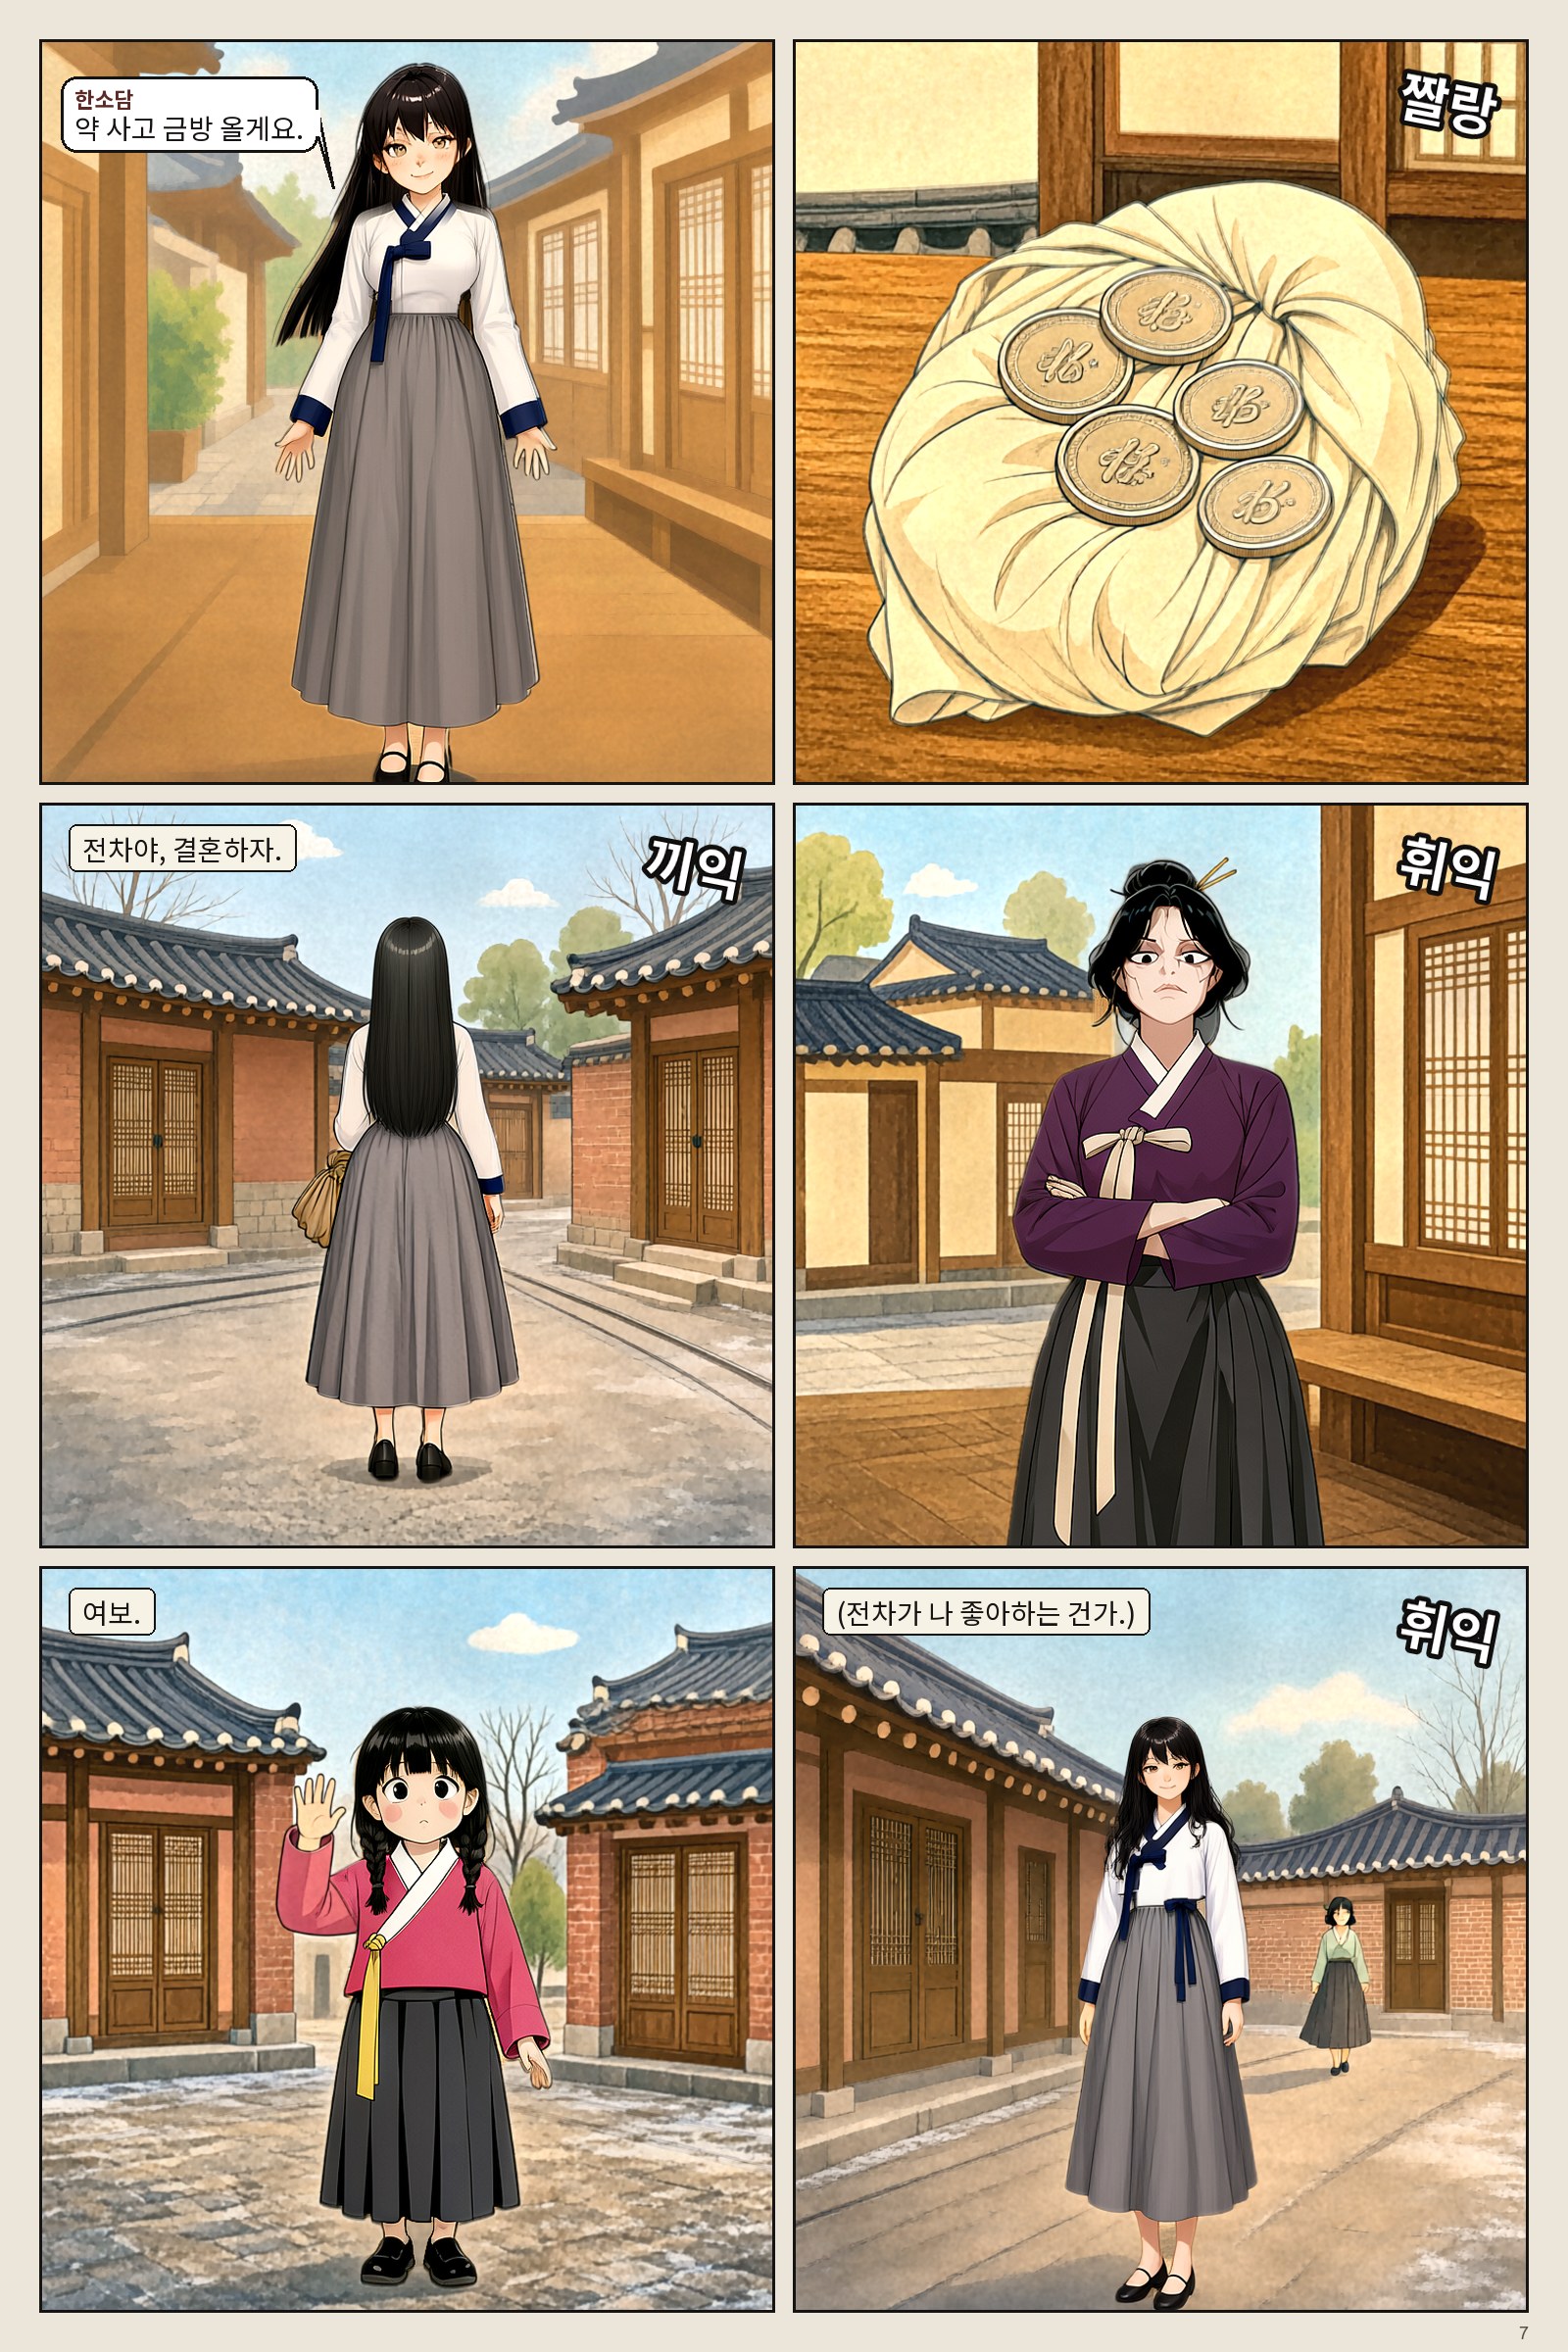 한소담
약 사고 금방 올게요.
짤랑
전차야, 결혼하자.
끼익
휘익
여보.
(전차가 나 좋아하는 건가.)
휘익
7